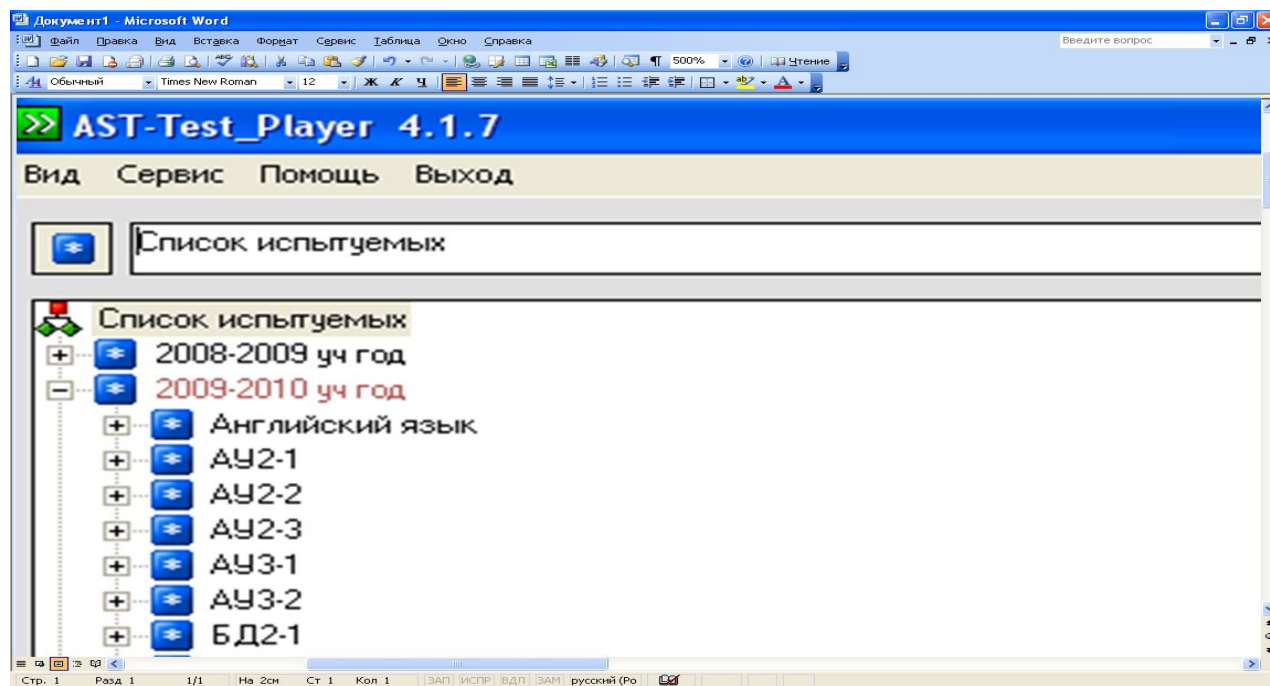 Документ1 - Microsoft Word
Файл Правка Вид Вставка Формат Сервис Таблица Окно Справка Введите вопрос
500% Чтение
Обычный Times New Roman 12 Ж К Ч
AST-Test_Player 4.1.7
Вид Сервис Помощь Выход
Список испытуемых
Список испытуемых
2008-2009 уч год
2009-2010 уч год
Английский язык
АУ2-1
АУ2-2
АУ2-3
АУ3-1
АУ3-2
БД2-1
Стр. 1 Разд 1 1/1 На 2см Ст 1 Кол 1 ЗАП ИСПР ВДЛ ЗАМ русский (Ро